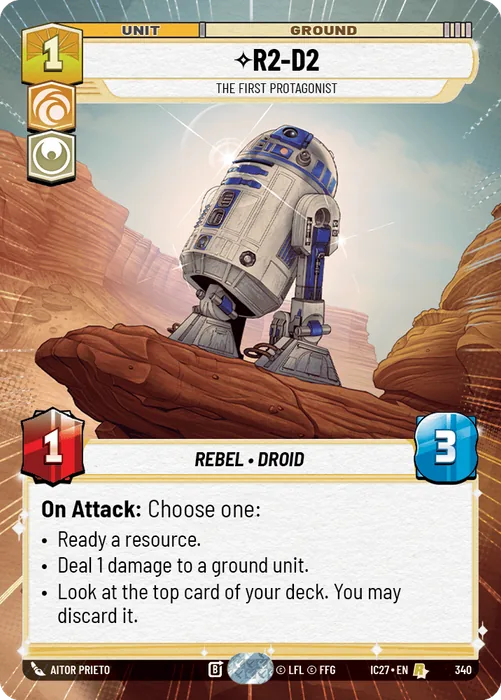 UNIT
GROUND
1
✧R2-D2
THE FIRST PROTAGONIST
1
REBEL • DROID
3
On Attack: Choose one:
• Ready a resource.
• Deal 1 damage to a ground unit.
• Look at the top card of your deck. You may
discard it.
AITOR PRIETO
B
© LFL © FFG
IC27 • EN
R
340